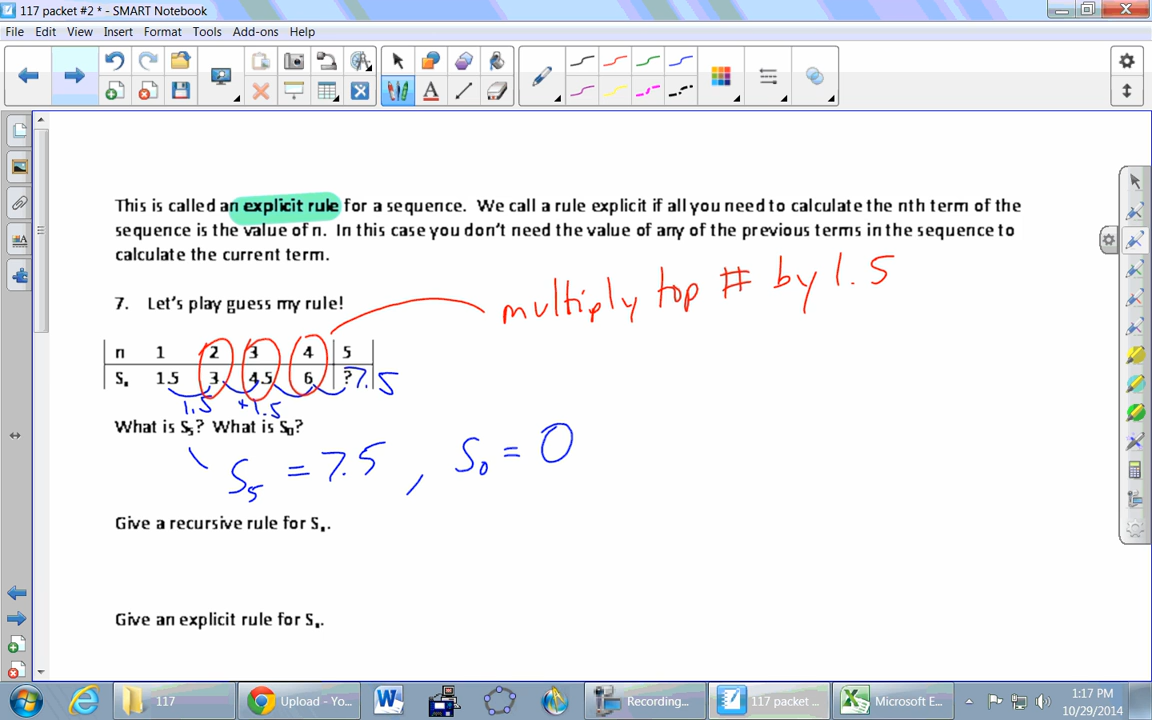 117 packet #2 * - SMART Notebook
File Edit View Insert Format Tools Add-ons Help
This is called an explicit rule for a sequence. We call a rule explicit if all you need to calculate the nth term of the
sequence is the value of n. In this case you don't need the value of any of the previous terms in the sequence to
calculate the current term.
7. Let's play guess my rule!
multiply top # by 1.5
n 1 2 3 4 5
Sₙ 1.5 3 4.5 6 ? 7.5
1.5 +1.5
What is S₅? What is S₀?
S₅ = 7.5 , S₀ = 0
Give a recursive rule for Sₙ.
Give an explicit rule for Sₙ.
117
Upload - Yo...
Recording...
117 packet ...
Microsoft E...
1:17 PM
10/29/2014